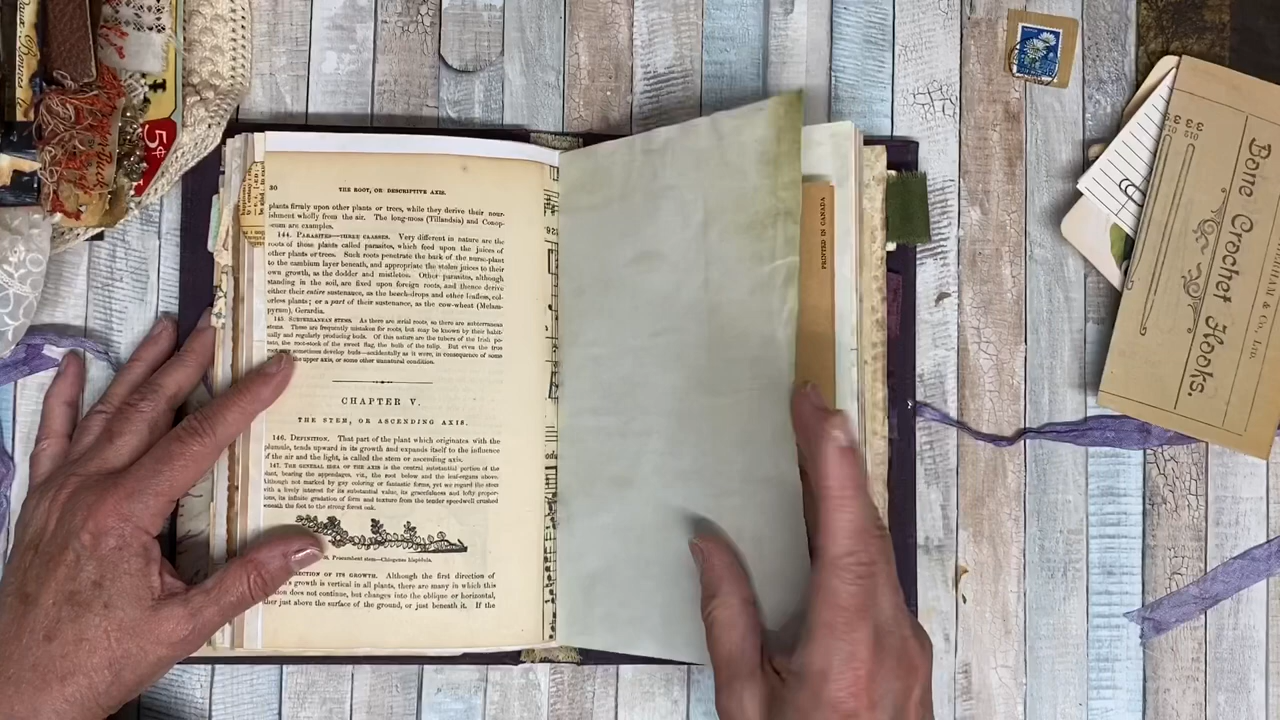 30
THE ROOT, OR DESCRIPTIVE AXIS.
plants firmly upon other plants or trees, while they derive their nour-
ishment wholly from the air. The long-moss (Tillandsia) and Conop-
are examples.
144. PARASITES—THREE CLASSES. Very different in nature are the
roots of those plants called parasites, which feed upon the juices of
other plants or trees. Such roots penetrate the bark of the nurse-plant
to the cambium layer beneath, and appropriate the stolen juices to their
own growth, as the dodder and mistletoe. Other parasites, although
standing in the soil, are fixed upon foreign roots, and thence derive
either their entire sustenance, as the beech-drops and other leafless, col-
orless plants; or a part of their sustenance, as the cow-wheat (Melam-
pyrum), Gerardia.
145. SUBTERRANEAN STEMS. As there are aerial roots, so there are subterranean
stems. These are frequently mistaken for roots, but may be known by their habit-
ually and regularly producing buds. Of this nature are the tubers of the Irish po-
tato, the root-stock of the sweet flag, the bulb of the tulip. But even the true
sometimes develop buds—accidentally as it were, in consequence of some
the upper axis, or some other unnatural condition.
CHAPTER V.
THE STEM, OR ASCENDING AXIS.
146. DEFINITION. That part of the plant which originates with the
plumule, tends upward in its growth and expands itself to the influence
of the air and the light, is called the stem or ascending axis.
147. THE GENERAL IDEA OF THE AXIS is the central substantial portion of the
plant, bearing the appendages, viz., the root below and the leaf-organs above.
Although not marked by gay coloring or fantastic forms, yet we regard the stem
with a lively interest for its substantial value, its gracefulness and lofty propor-
tions, its infinite gradation of form and texture from the tender speedwell crushed
beneath the foot to the strong forest oak.
Procumbent stem—Chiogenes hispidula.
OF ITS GROWTH. Although the first direction of
growth is vertical in all plants, there are many in which this
does not continue, but changes into the oblique or horizontal,
just above the surface of the ground, or just beneath it. If the
PRINTED IN CANADA
5¢
Bone Crochet Hooks.
& Co., LTD.